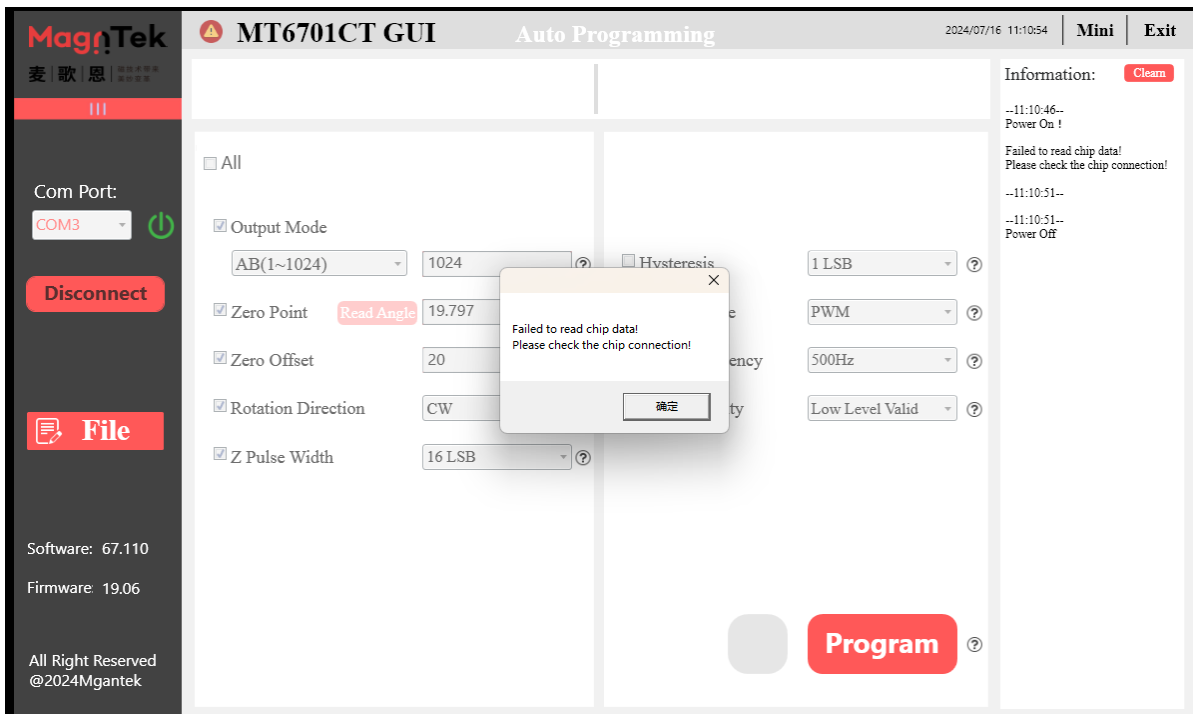 MagnTek
麦歌恩
MT6701CT GUI
Auto Programming
2024/07/16 11:10:54
Mini
Exit
Com Port:
COM3
Disconnect
File
Software: 67.110
Firmware: 19.06
All Right Reserved
@2024Mgantek
All
Output Mode
AB(1~1024)
1024
Zero Point
Read Angle
19.797
Zero Offset
20
Rotation Direction
CW
Z Pulse Width
16 LSB
Hysteresis
1 LSB
PWM
500Hz
Low Level Valid
Failed to read chip data!
Please check the chip connection!
确定
Program
Information:
Clearn
--11:10:46--
Power On !
Failed to read chip data!
Please check the chip connection!
--11:10:51--
--11:10:51--
Power Off